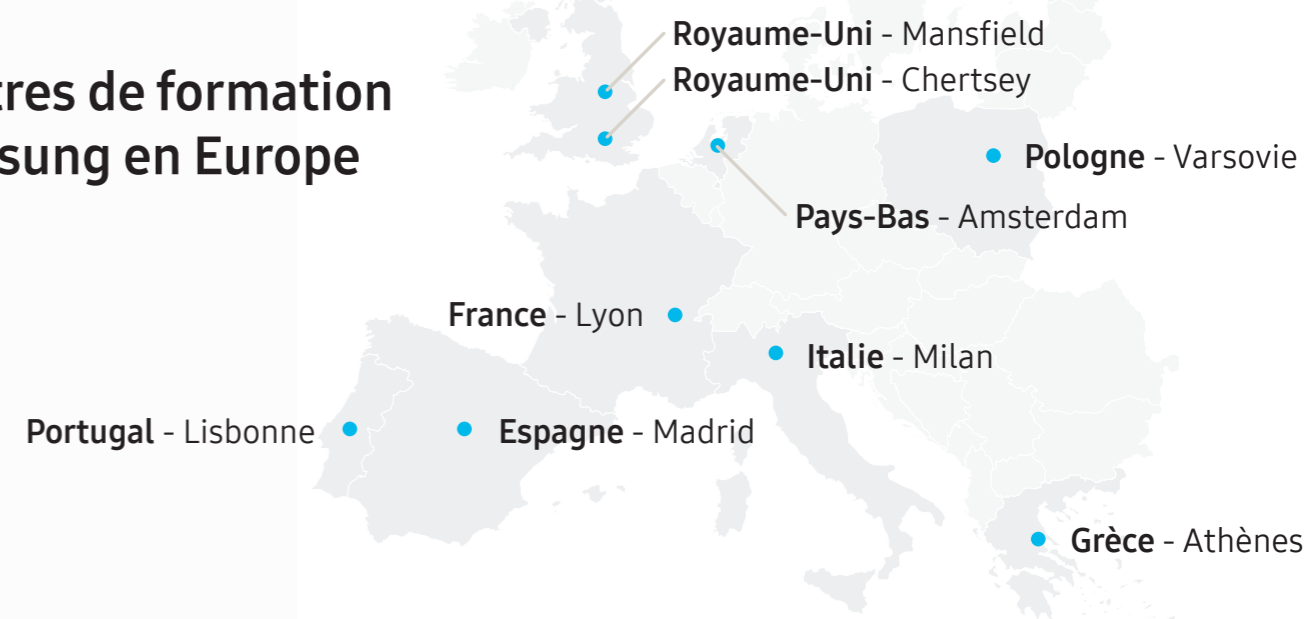 tres de formation
sung en Europe
Royaume-Uni - Mansfield
Royaume-Uni - Chertsey
Pologne - Varsovie
Pays-Bas - Amsterdam
France - Lyon
Italie - Milan
Portugal - Lisbonne
Espagne - Madrid
Grèce - Athènes